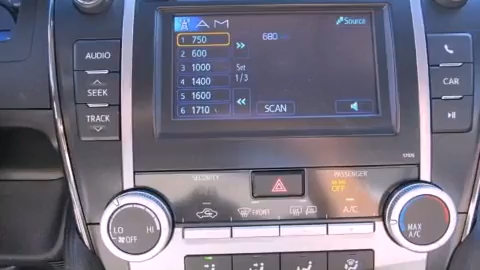 AM
Source
1 750
680
2 600
3 1000
Set
1/3
4 1400
5 1600
6 1710
SCAN
AUDIO
SEEK
TRACK
CAR
SECURITY
PASSENGER
OFF
FRONT
A/C
LO
HI
OFF
MAX
A/C